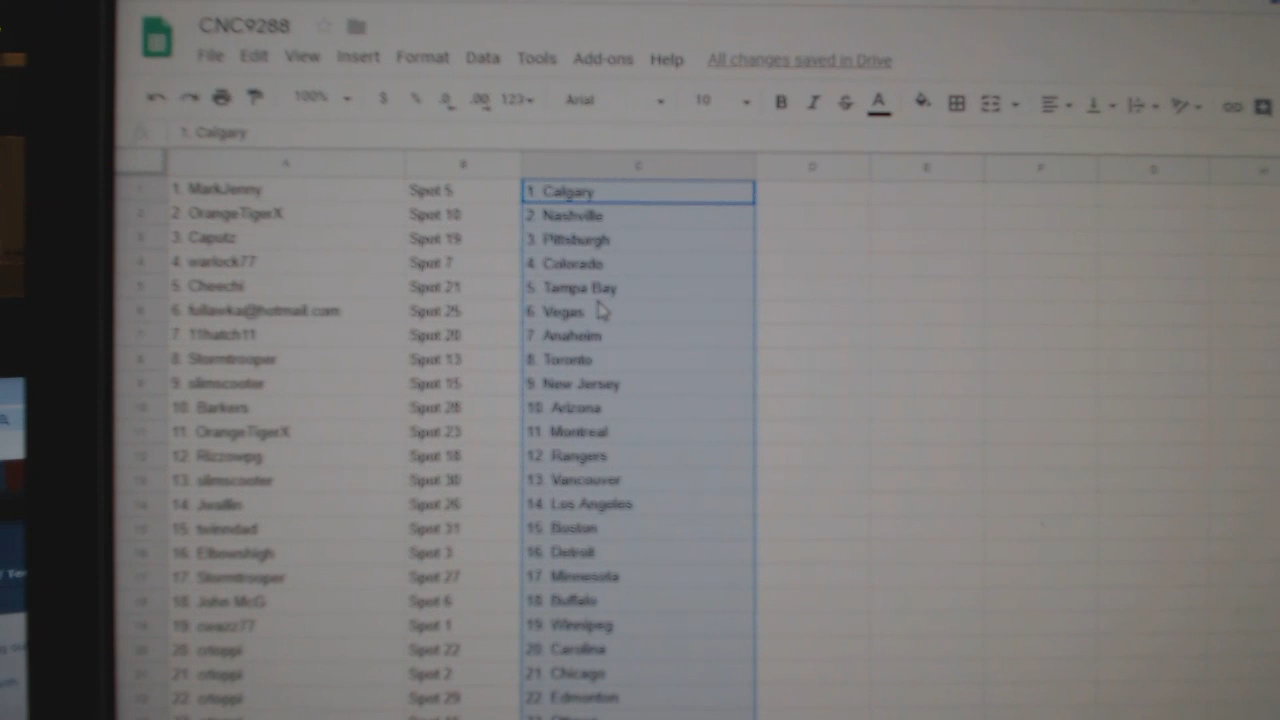 CNC9288
File Edit View Insert Format Data Tools Add-ons Help All changes saved in Drive
100% $ % .0 .00 123 Arial 10 B I S A
1. Calgary
A B C D E F G H
1. MarkJenny Spot 5 1. Calgary
2. OrangeTigerX Spot 10 2. Nashville
3. Caputz Spot 19 3. Pittsburgh
4. warlock77 Spot 7 4. Colorado
5. Cheechi Spot 21 5. Tampa Bay
6. fullawka@hotmail.com Spot 25 6. Vegas
7. 11hatch11 Spot 20 7. Anaheim
8. Stormtrooper Spot 13 8. Toronto
9. slimscooter Spot 15 9. New Jersey
10. Barkers Spot 28 10. Arizona
11. OrangeTigerX Spot 23 11. Montreal
12. Rizzowpg Spot 18 12. Rangers
13. slimscooter Spot 30 13. Vancouver
14. Jwallin Spot 26 14. Los Angeles
15. twinndad Spot 31 15. Boston
16. Elbowshigh Spot 3 16. Detroit
17. Stormtrooper Spot 27 17. Minnesota
18. John McG Spot 6 18. Buffalo
19. cwazz77 Spot 1 19. Winnipeg
20. crtoppi Spot 22 20. Carolina
21. crtoppi Spot 2 21. Chicago
22. crtoppi Spot 29 22. Edmonton